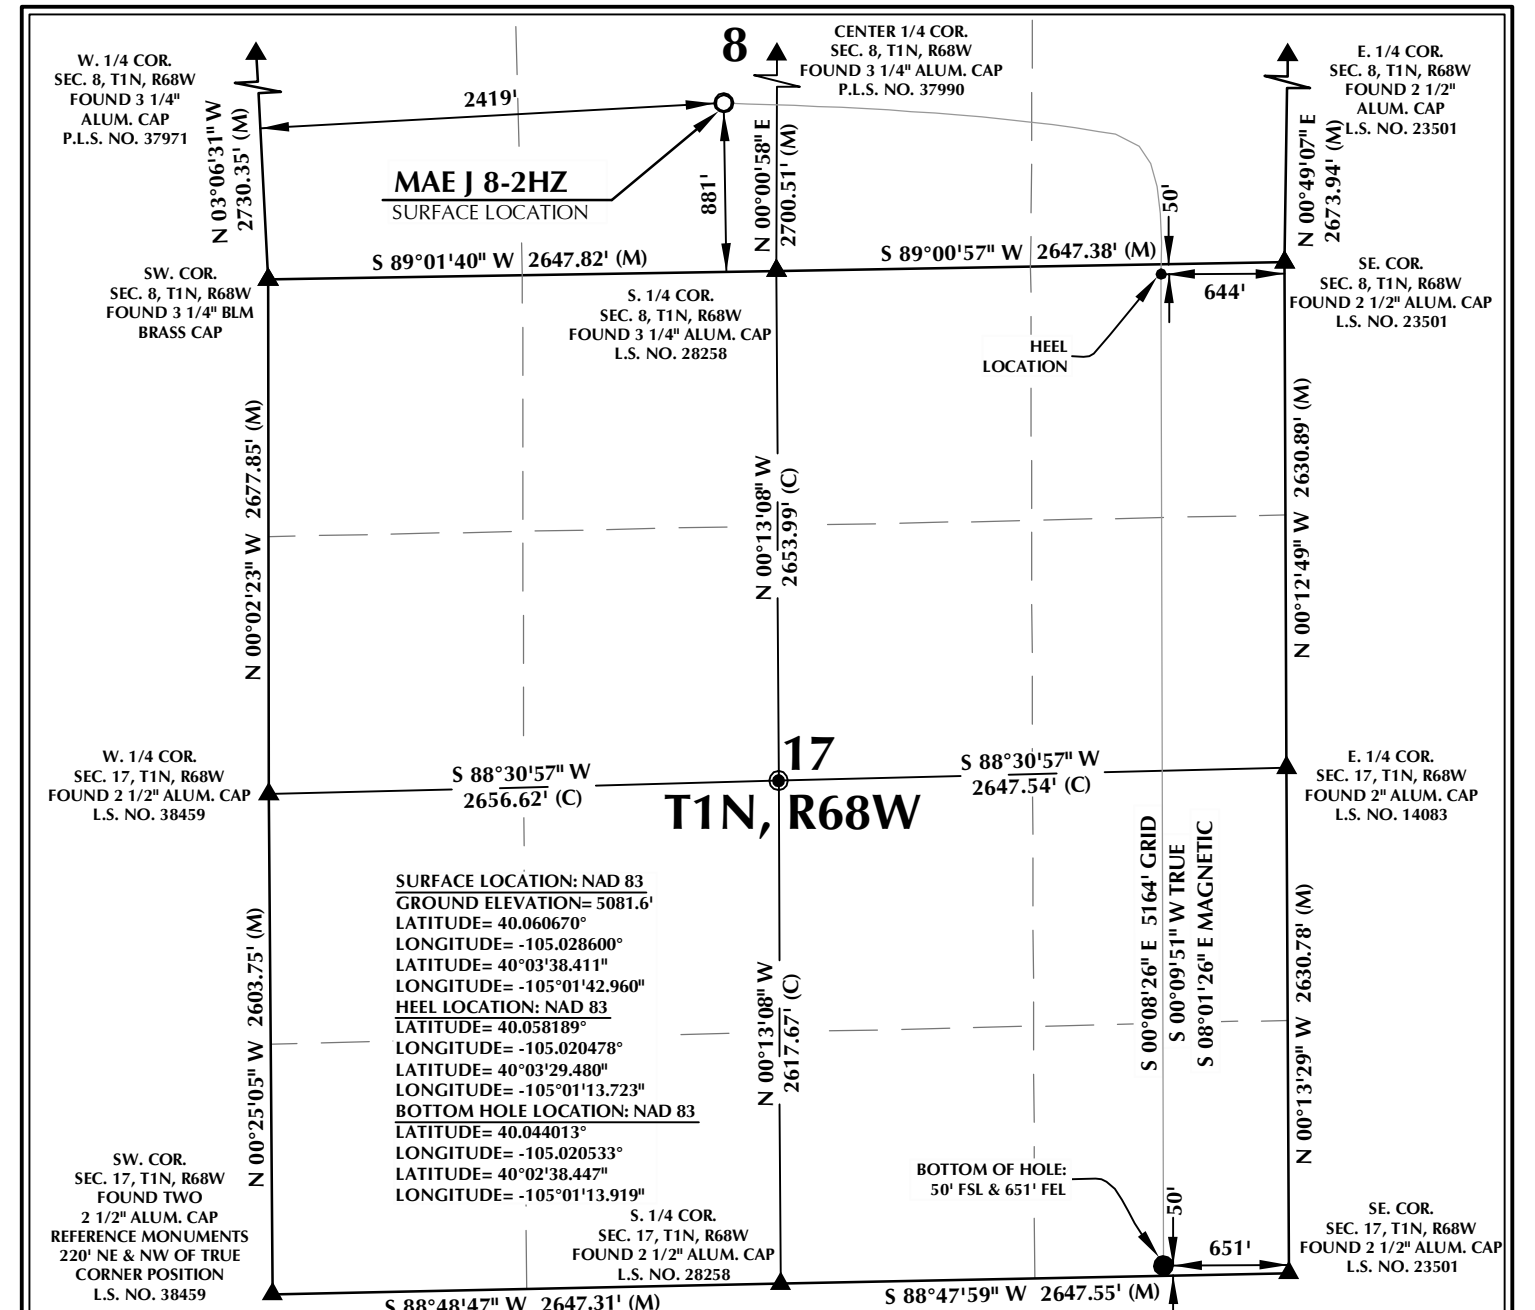 W. 1/4 COR.
SEC. 8, T1N, R68W
FOUND 3 1/4"
ALUM. CAP
P.L.S. NO. 37971
8
CENTER 1/4 COR.
SEC. 8, T1N, R68W
FOUND 3 1/4" ALUM. CAP
P.L.S. NO. 37990
E. 1/4 COR.
SEC. 8, T1N, R68W
FOUND 2 1/2"
ALUM. CAP
L.S. NO. 23501
2419'
N 03°06'31" W
2730.35' (M)
MAE J 8-2HZ
SURFACE LOCATION
881'
N 00°00'58" E
2700.51' (M)
50'
N 00°49'07" E
2673.94' (M)
S 89°01'40" W 2647.82' (M)
S 89°00'57" W 2647.38' (M)
644'
SW. COR.
SEC. 8, T1N, R68W
FOUND 3 1/4" BLM
BRASS CAP
S. 1/4 COR.
SEC. 8, T1N, R68W
FOUND 3 1/4" ALUM. CAP
L.S. NO. 28258
HEEL
LOCATION
SE. COR.
SEC. 8, T1N, R68W
FOUND 2 1/2" ALUM. CAP
L.S. NO. 23501
N 00°02'23" W 2677.85' (M)
N 00°13'08" W
2653.99' (C)
N 00°12'49" W 2630.89' (M)
W. 1/4 COR.
SEC. 17, T1N, R68W
FOUND 2 1/2" ALUM. CAP
L.S. NO. 38459
S 88°30'57" W
2656.62' (C)
17
T1N, R68W
S 88°30'57" W
2647.54' (C)
E. 1/4 COR.
SEC. 17, T1N, R68W
FOUND 2" ALUM. CAP
L.S. NO. 14083
SURFACE LOCATION: NAD 83
GROUND ELEVATION= 5081.6'
LATITUDE= 40.060670°
LONGITUDE= -105.028600°
LATITUDE= 40°03'38.411"
LONGITUDE= -105°01'42.960"
HEEL LOCATION: NAD 83
LATITUDE= 40.058189°
LONGITUDE= -105.020478°
LATITUDE= 40°03'29.480"
LONGITUDE= -105°01'13.723"
BOTTOM HOLE LOCATION: NAD 83
LATITUDE= 40.044013°
LONGITUDE= -105.020533°
LATITUDE= 40°02'38.447"
LONGITUDE= -105°01'13.919"
N 00°25'05" W 2603.75' (M)
N 00°13'08" W
2617.67' (C)
S 00°08'26" E 5164' GRID
S 00°09'51" W TRUE
S 08°01'26" E MAGNETIC
N 00°13'29" W 2630.78' (M)
SW. COR.
SEC. 17, T1N, R68W
FOUND TWO
2 1/2" ALUM. CAP
REFERENCE MONUMENTS
220' NE & NW OF TRUE
CORNER POSITION
L.S. NO. 38459
S. 1/4 COR.
SEC. 17, T1N, R68W
FOUND 2 1/2" ALUM. CAP
L.S. NO. 28258
BOTTOM OF HOLE:
50' FSL & 651' FEL
50'
651'
SE. COR.
SEC. 17, T1N, R68W
FOUND 2 1/2" ALUM. CAP
L.S. NO. 23501
S 88°48'47" W 2647.31' (M)
S 88°47'59" W 2647.55' (M)